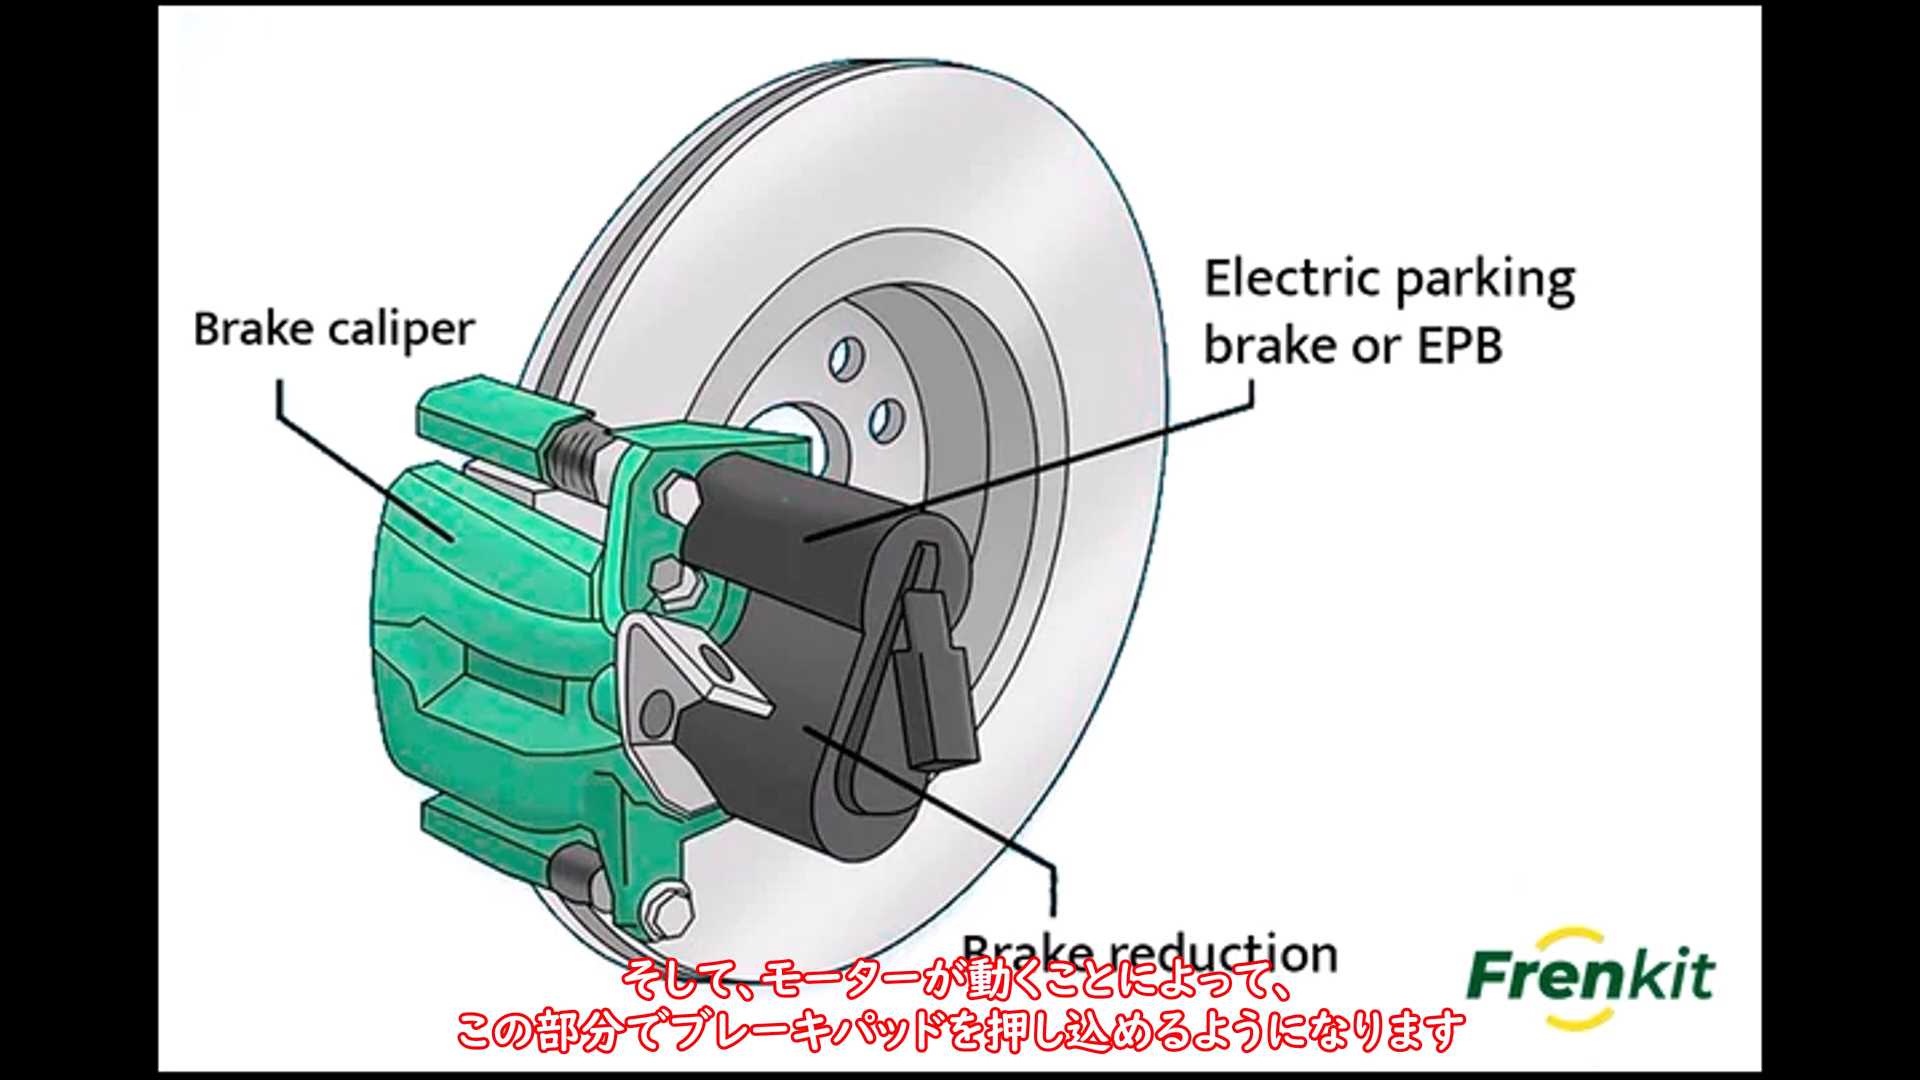 Brake caliper
Electric parking
brake or EPB
Brake reduction
Frenkit
そして、モーターが動くことによって、
この部分でブレーキパッドを押し込めるようになります